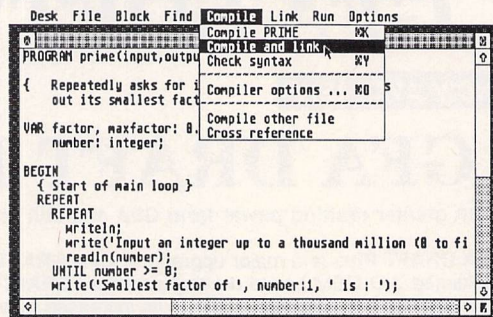 Desk File Block Find Compile Link Run Options
Compile PRIME ⌘K
Compile and link
Check syntax ⌘Y
Compiler options ... ⌘O
Compile other file
Cross reference
PROGRAM prime(input,outpu
{ Repeatedly asks for i s
out its smallest fact
VAR factor, maxfactor: 0.
number: integer;
BEGIN
{ Start of main loop }
REPEAT
REPEAT
writeln;
write('Input an integer up to a thousand million (0 to fi
readln(number);
UNTIL number >= 0;
write('Smallest factor of ', number:1, ' is ');